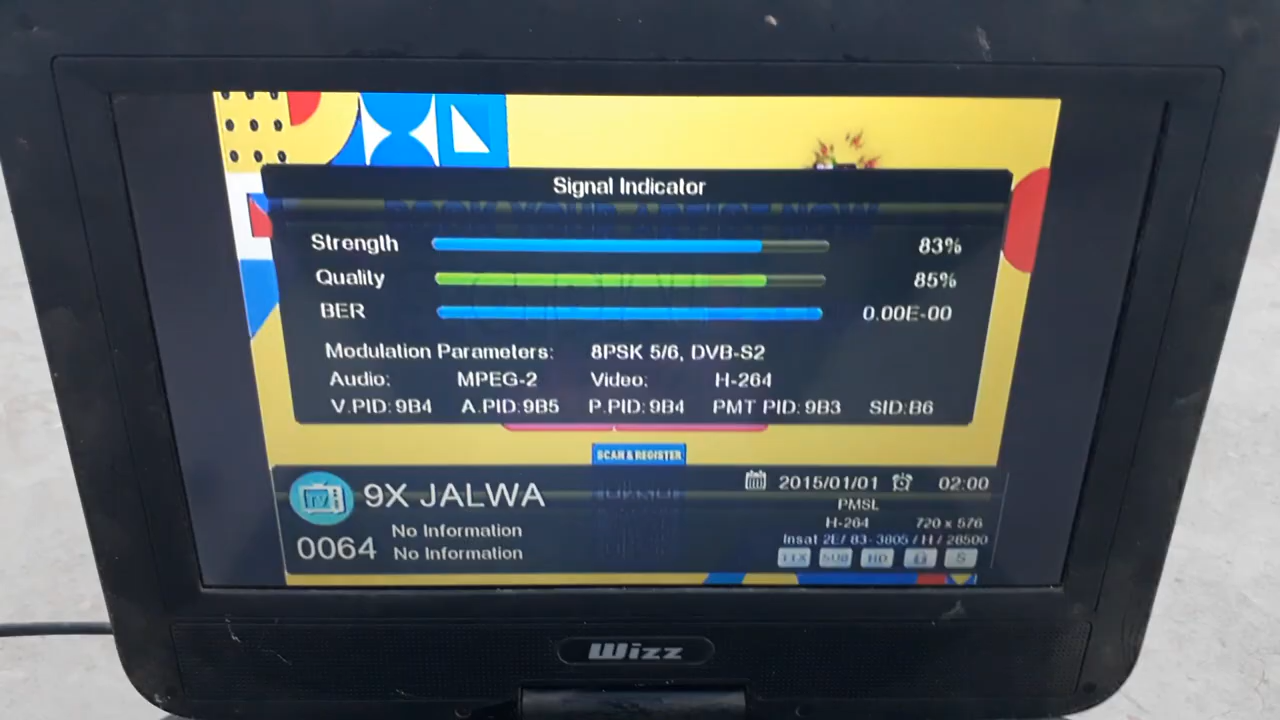 Signal Indicator
Strength 83%
Quality 85%
BER 0.00E-00
Modulation Parameters: 8PSK 5/6, DVB-S2
Audio: MPEG-2 Video: H-264
V.PID:9B4 A.PID:9B5 P.PID:9B4 PMT PID:9B3 SID:B6
SCAN & REGISTER
TV 9X JALWA 2015/01/01 02:00
PMSL
No Information H-264 720 x 576
0064 No Information Insat 2E/ 83- 3805 / H / 28500
TTX SUB HD S
Wizz